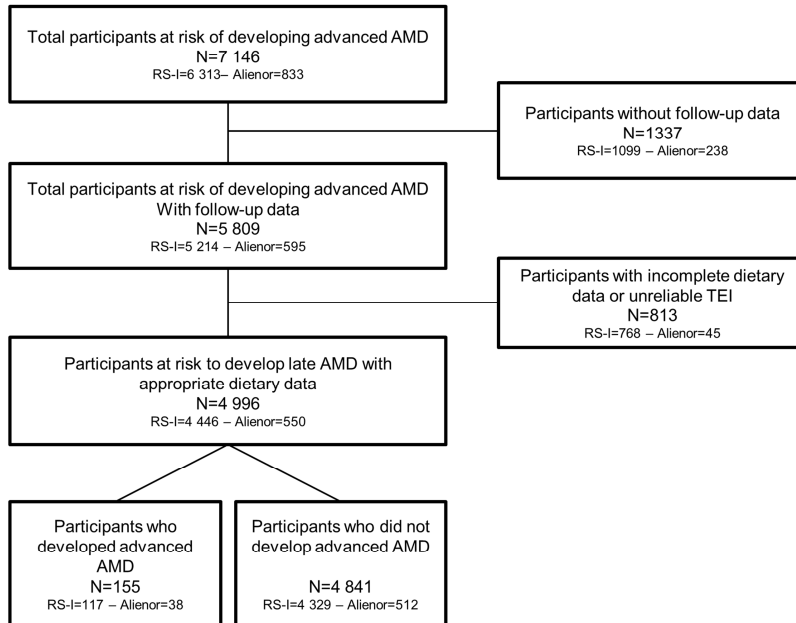 Total participants at risk of developing advanced AMD
N=7 146
RS-I=6 313– Alienor=833
Participants without follow-up data
N=1337
RS-I=1099 – Alienor=238
Total participants at risk of developing advanced AMD
With follow-up data
N=5 809
RS-I=5 214 – Alienor=595
Participants with incomplete dietary
data or unreliable TEI
N=813
RS-I=768 – Alienor=45
Participants at risk to develop late AMD with
appropriate dietary data
N=4 996
RS-I=4 446 – Alienor=550
Participants who
developed advanced
AMD
N=155
RS-I=117 – Alienor=38
Participants who did not
develop advanced AMD
N=4 841
RS-I=4 329 – Alienor=512